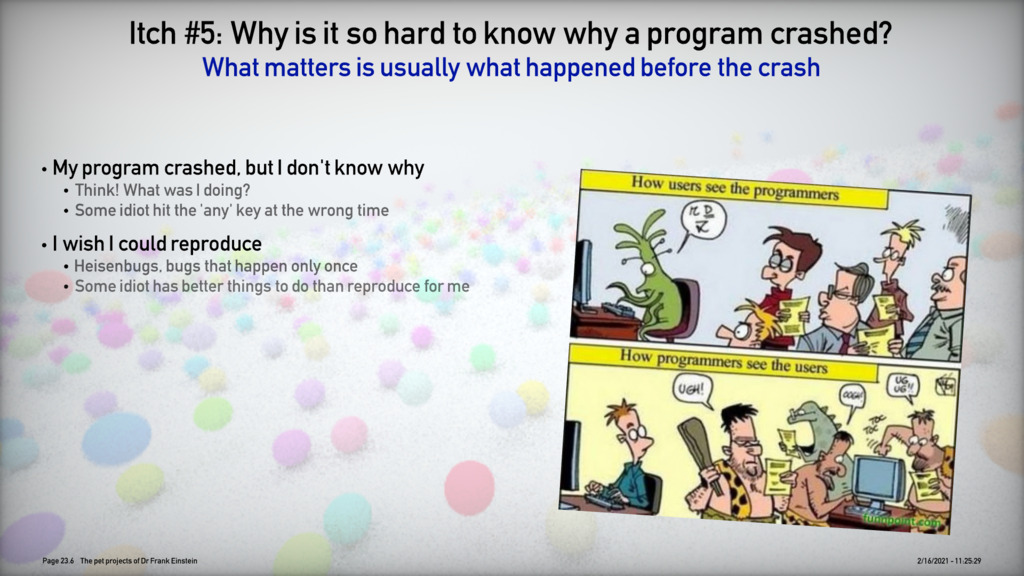 Itch #5: Why is it so hard to know why a program crashed?
What matters is usually what happened before the crash
• My program crashed, but I don't know why
• Think! What was I doing?
• Some idiot hit the 'any' key at the wrong time
• I wish I could reproduce
• Heisenbugs, bugs that happen only once
• Some idiot has better things to do than reproduce for me
How users see the programmers
How programmers see the users
UGH!
OOGH!
UG, UG!!
funnpoint.com
Page 23.6 The pet projects of Dr Frank Einstein
2/16/2021 - 11:25:29